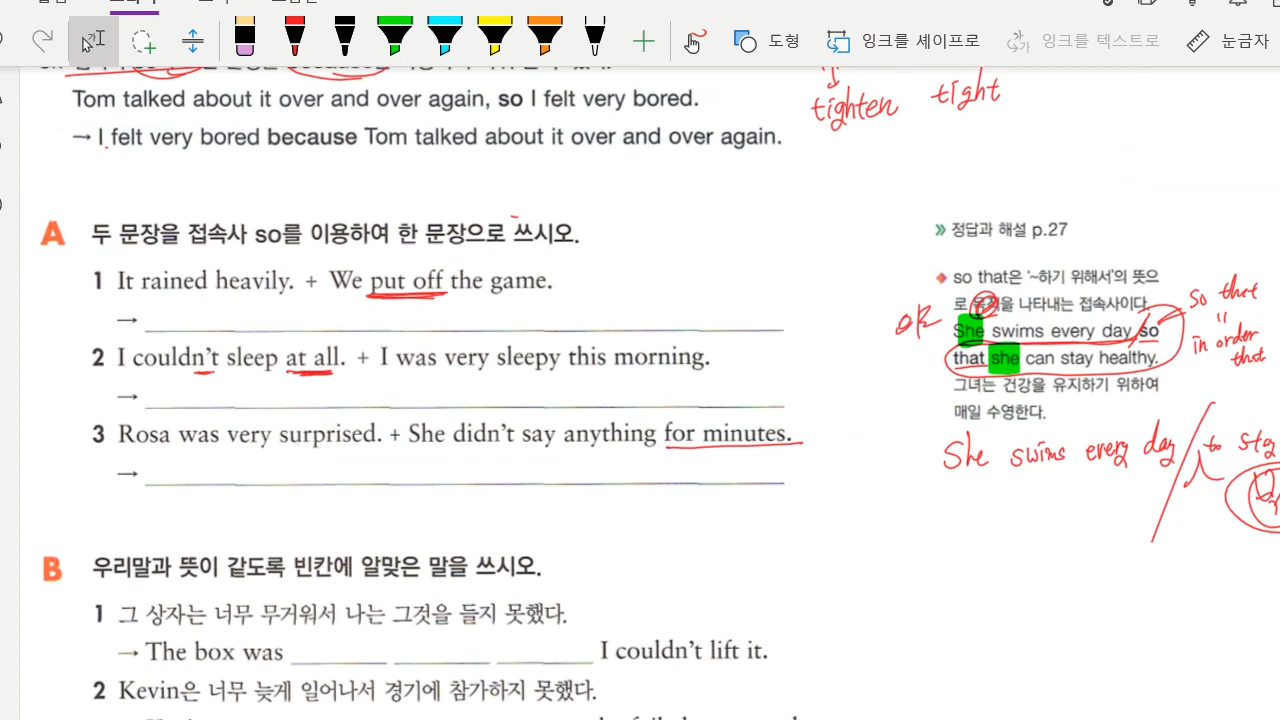 도형
잉크를 셰이프로
잉크를 텍스트로
눈금자
Tom talked about it over and over again, so I felt very bored.
→ I felt very bored because Tom talked about it over and over again.
tighten tight
A 두 문장을 접속사 so를 이용하여 한 문장으로 쓰시오.
1 It rained heavily. + We put off the game.
→
2 I couldn't sleep at all. + I was very sleepy this morning.
→
3 Rosa was very surprised. + She didn't say anything for minutes.
→
» 정답과 해설 p.27
so that은 '~하기 위해서'의 뜻으
로 목적을 나타내는 접속사이다.
She swims every day so
that she can stay healthy.
그녀는 건강을 유지하기 위하여
매일 수영한다.
so that
=
in order
that
She swims every day / to stay
B 우리말과 뜻이 같도록 빈칸에 알맞은 말을 쓰시오.
1 그 상자는 너무 무거워서 나는 그것을 들지 못했다.
→ The box was ______ ______ ______ I couldn't lift it.
2 Kevin은 너무 늦게 일어나서 경기에 참가하지 못했다.